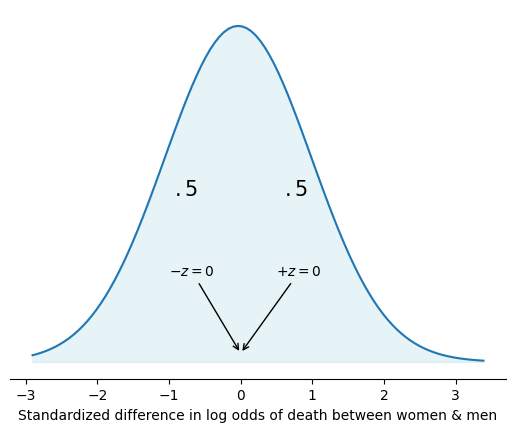 .5 .5
−z = 0 +z = 0
−3 −2 −1 0 1 2 3
Standardized difference in log odds of death between women & men